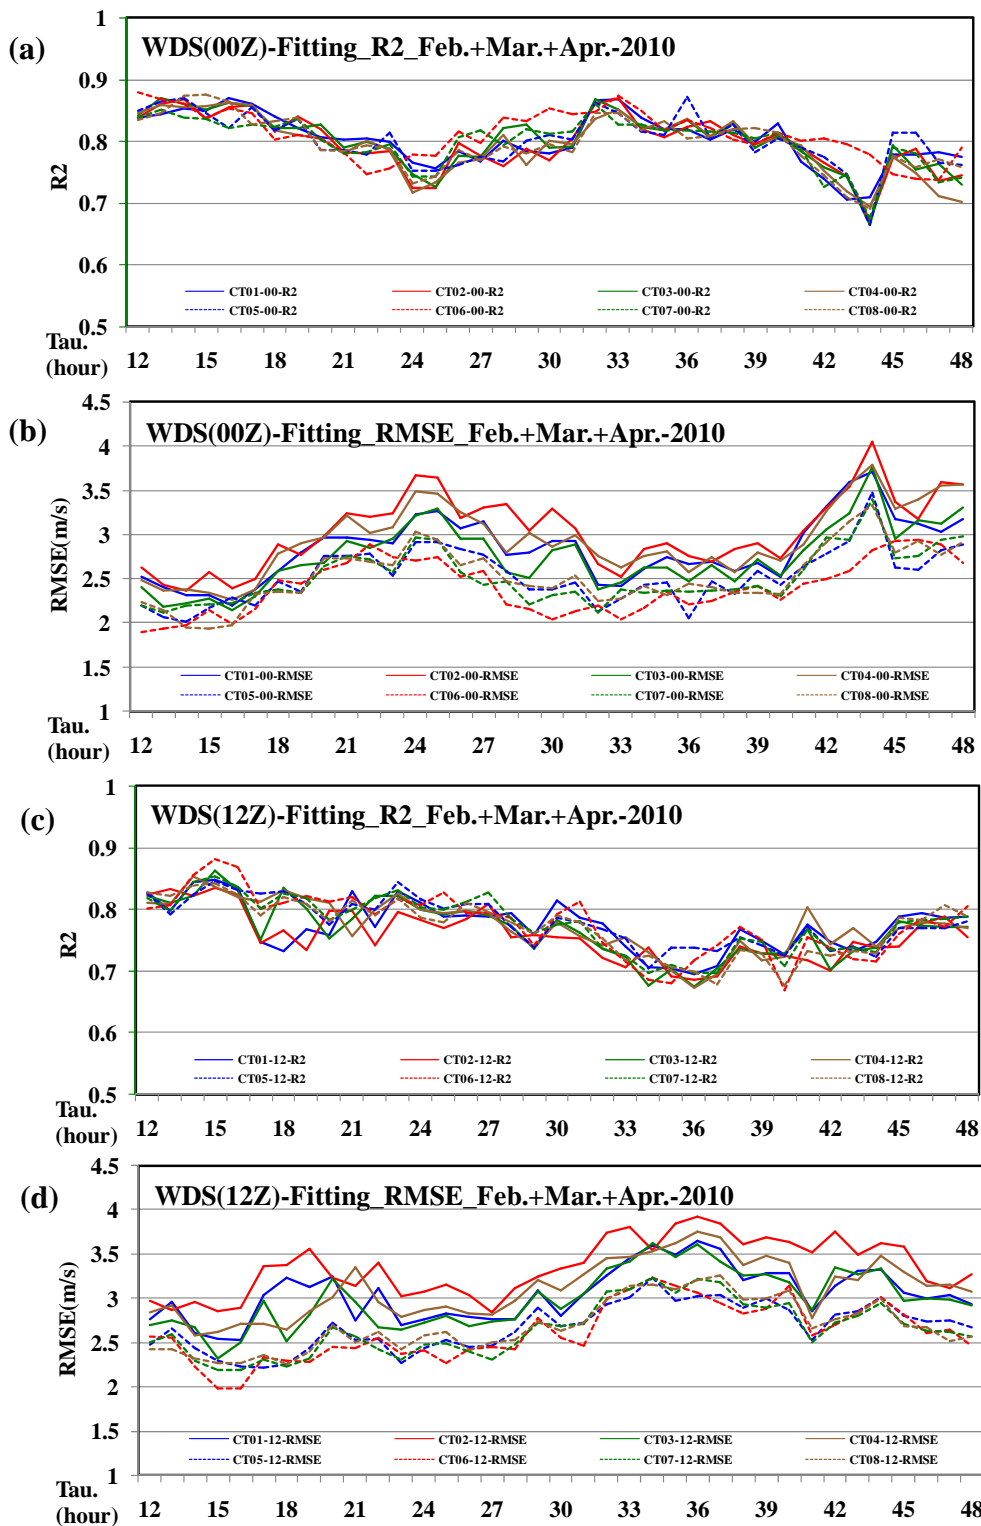 (a)
WDS(00Z)-Fitting_R2_Feb.+Mar.+Apr.-2010
1
0.9
0.8
0.7
0.6
0.5
R2
CT01-00-R2 CT02-00-R2 CT03-00-R2 CT04-00-R2
CT05-00-R2 CT06-00-R2 CT07-00-R2 CT08-00-R2
Tau.
(hour)
12 15 18 21 24 27 30 33 36 39 42 45 48
(b)
WDS(00Z)-Fitting_RMSE_Feb.+Mar.+Apr.-2010
4.5
4
3.5
3
2.5
2
1.5
1
RMSE(m/s)
CT01-00-RMSE CT02-00-RMSE CT03-00-RMSE CT04-00-RMSE
CT05-00-RMSE CT06-00-RMSE CT07-00-RMSE CT08-00-RMSE
Tau.
(hour)
12 15 18 21 24 27 30 33 36 39 42 45 48
(c)
WDS(12Z)-Fitting_R2_Feb.+Mar.+Apr.-2010
1
0.9
0.8
0.7
0.6
0.5
R2
CT01-12-R2 CT02-12-R2 CT03-12-R2 CT04-12-R2
CT05-12-R2 CT06-12-R2 CT07-12-R2 CT08-12-R2
Tau.
(hour)
12 15 18 21 24 27 30 33 36 39 42 45 48
(d)
WDS(12Z)-Fitting_RMSE_Feb.+Mar.+Apr.-2010
4.5
4
3.5
3
2.5
2
1.5
1
RMSE(m/s)
CT01-12-RMSE CT02-12-RMSE CT03-12-RMSE CT04-12-RMSE
CT05-12-RMSE CT06-12-RMSE CT07-12-RMSE CT08-12-RMSE
Tau.
(hour)
12 15 18 21 24 27 30 33 36 39 42 45 48